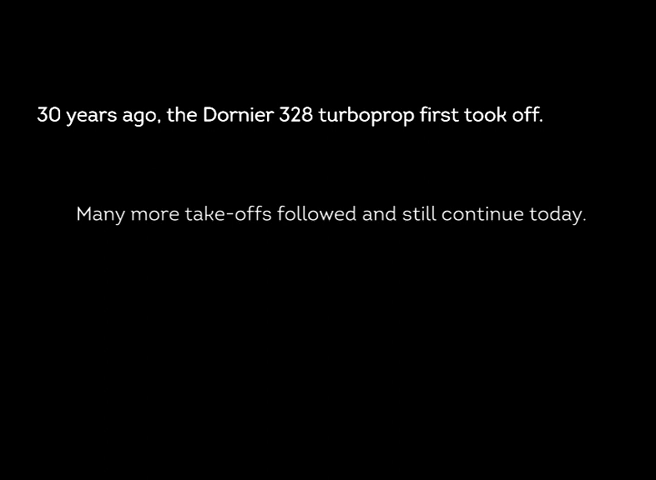 30 years ago, the Dornier 328 turboprop first took off.
Many more take-offs followed and still continue today.